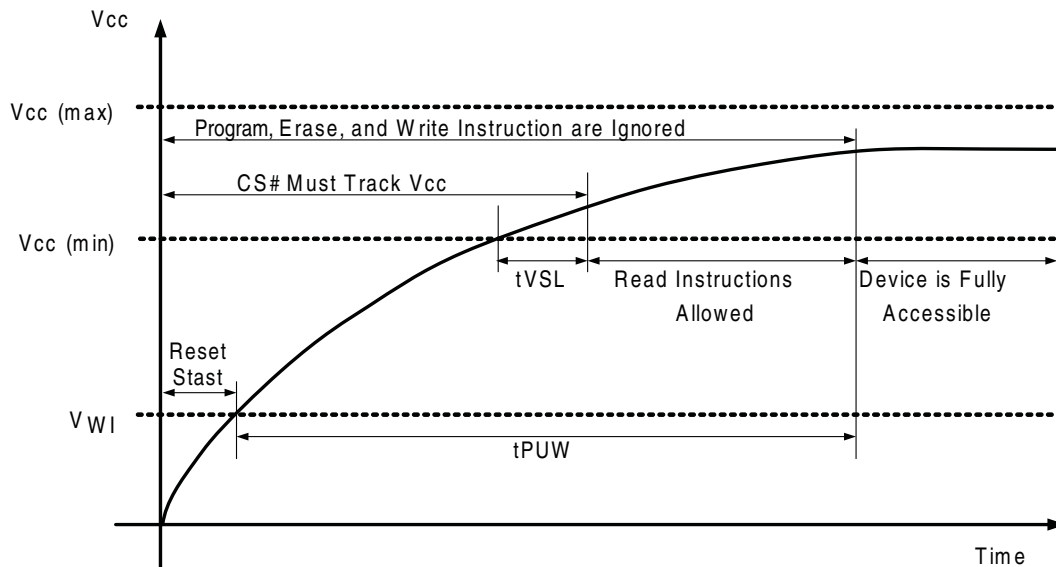 Vcc
Vcc (max)
Program, Erase, and Write Instruction are Ignored
CS# Must Track Vcc
Vcc (min)
tVSL
Read Instructions
Allowed
Device is Fully
Accessible
Reset
Stast
VWI
tPUW
Time